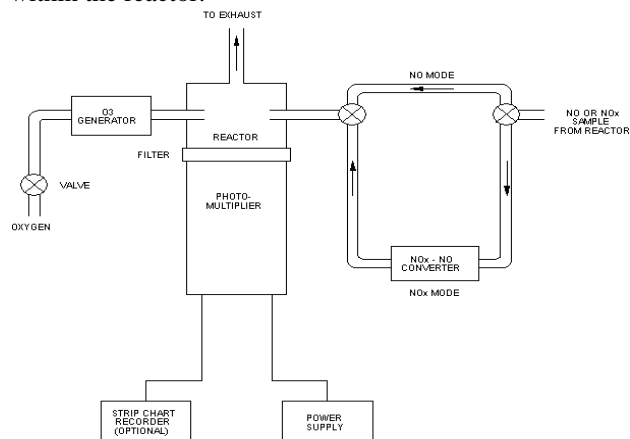 within the reactor.
TO EXHAUST
NO MODE
O3
GENERATOR
REACTOR
NO OR NOx
SAMPLE
FROM REACTOR
FILTER
VALVE
PHOTO-
MULTIPLIER
OXYGEN
NOx - NO
CONVERTER
NOx MODE
STRIP CHART
RECORDER
(OPTIONAL)
POWER
SUPPLY